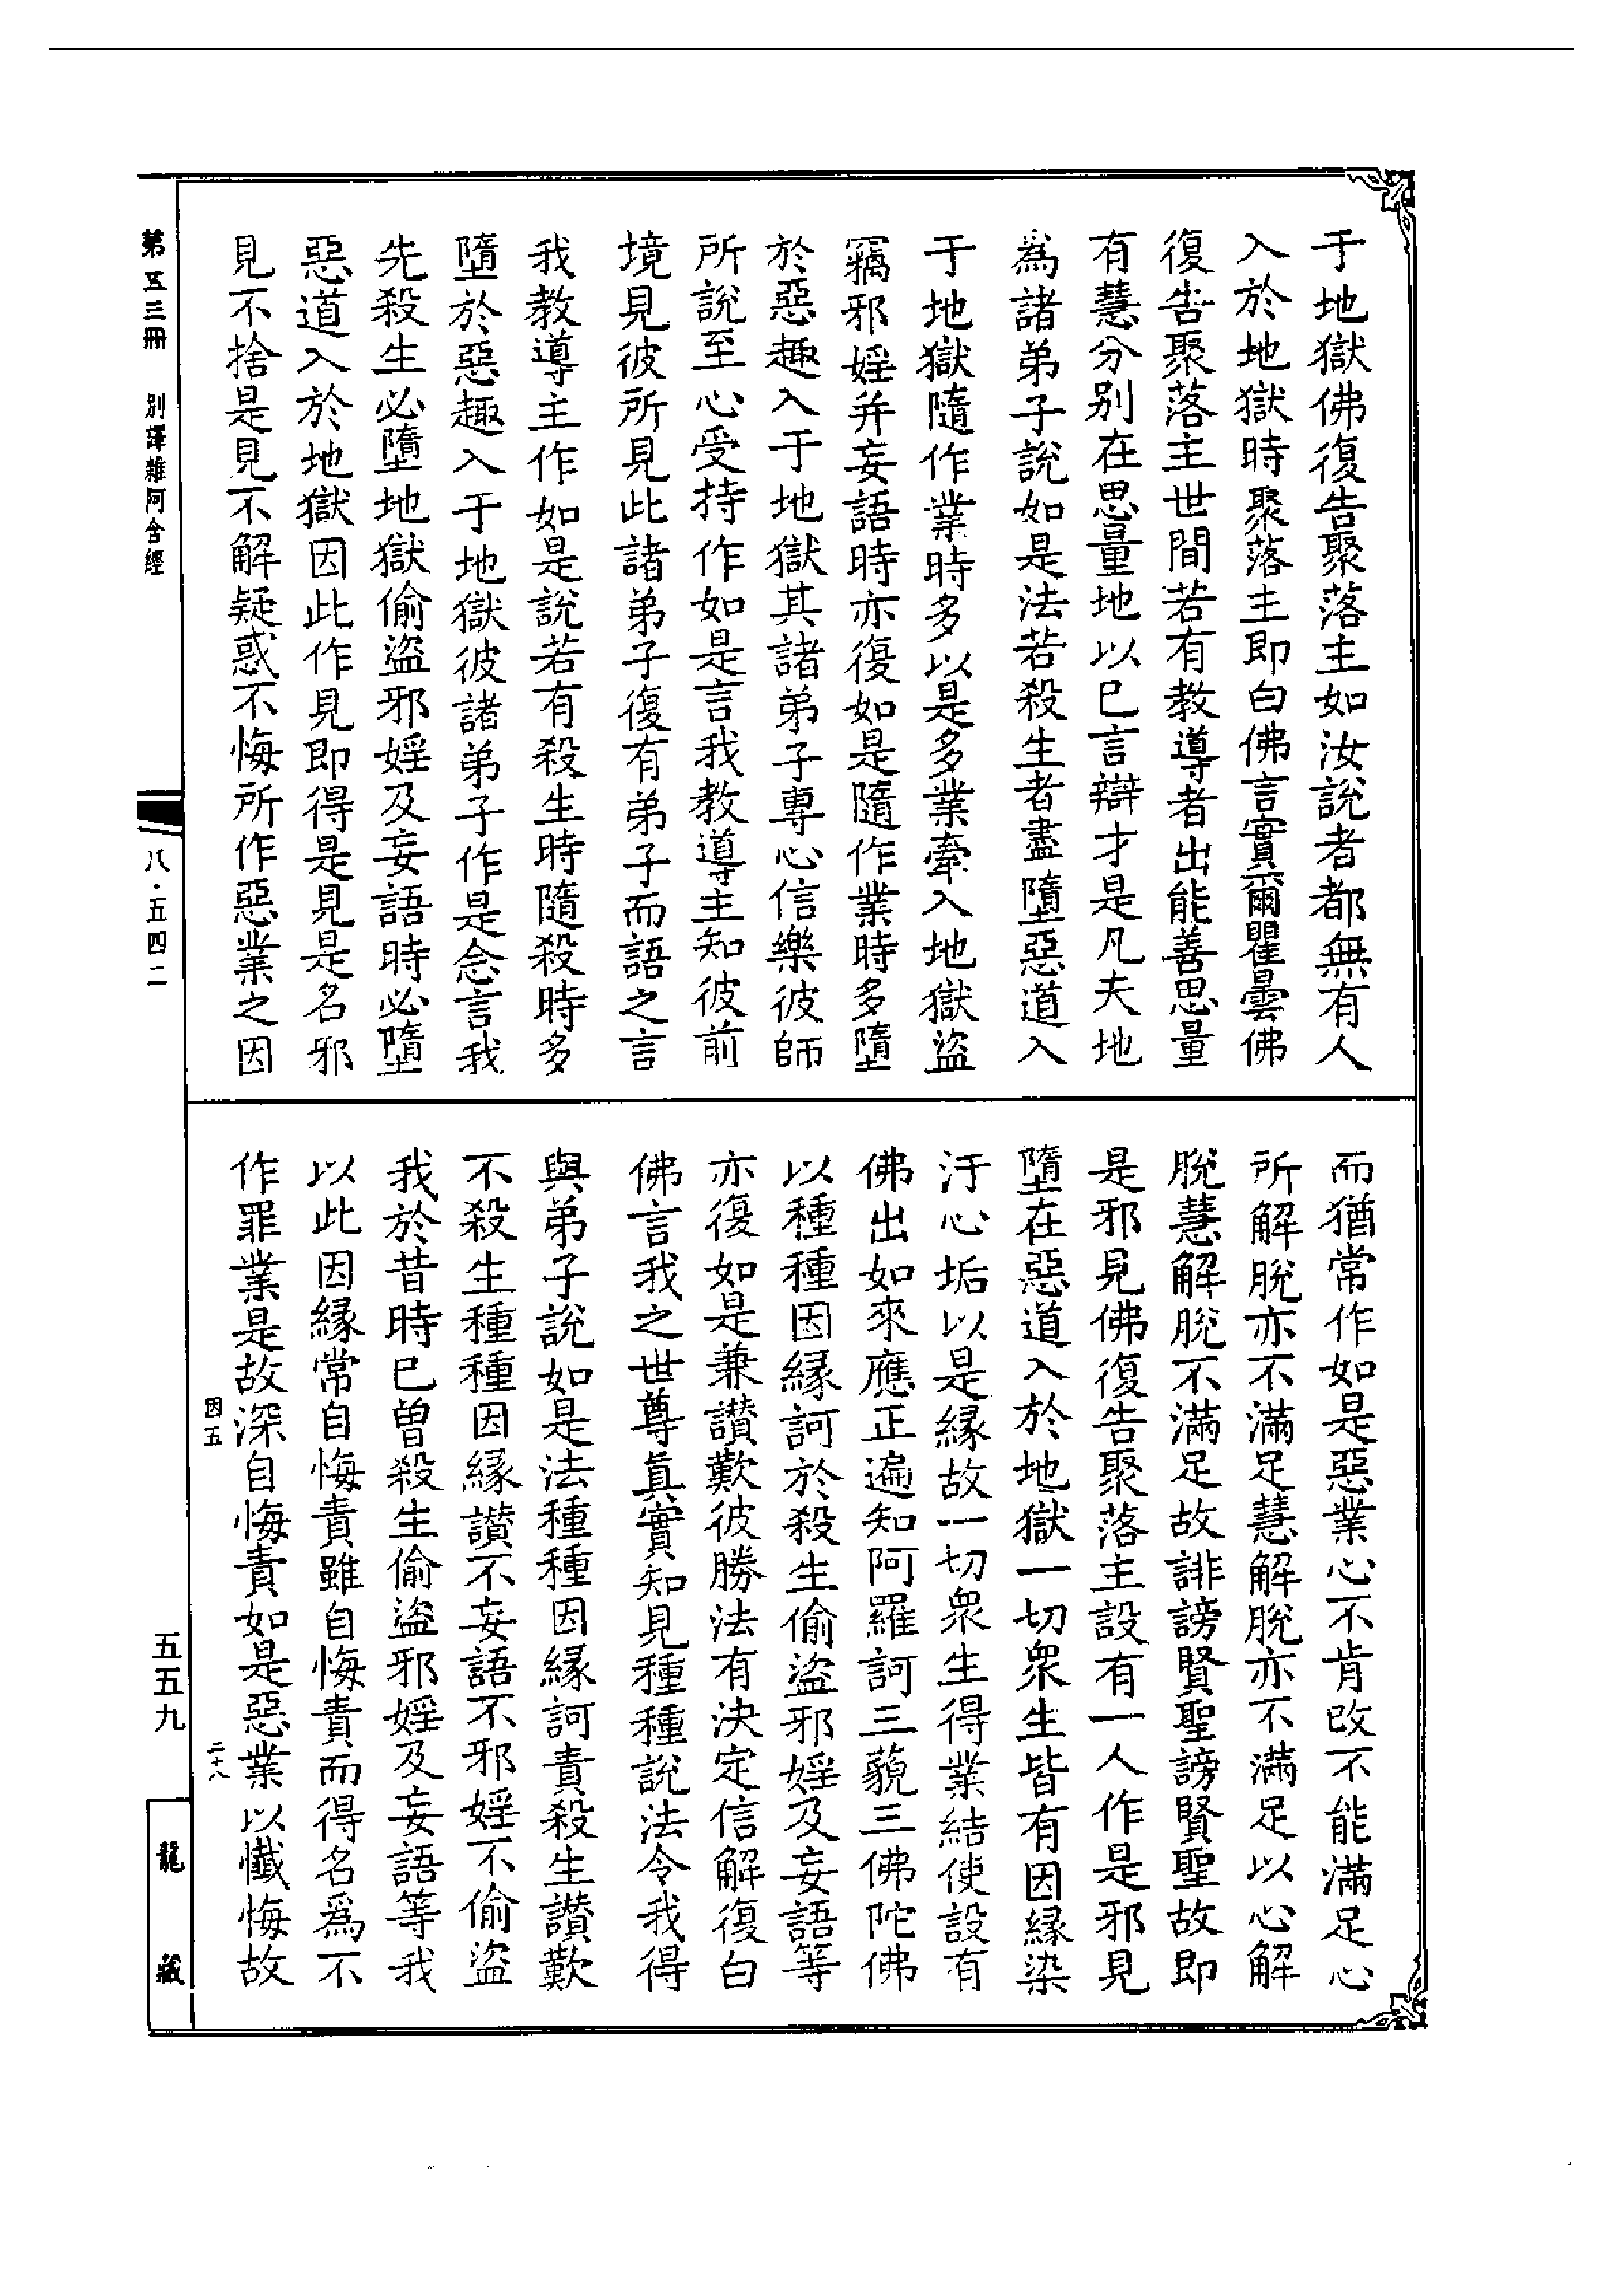 于地獄佛復告聚落主如汝說者都無有人
入於地獄時聚落主即白佛言實爾瞿曇佛
復告聚落主世間若有教導者出能善思量
有慧分別在思量地以已言辯才是凡夫地
為諸弟子說如是法若殺生者盡墮惡道入
于地獄隨作業時多以是多業牽入地獄盜
竊邪婬并妄語時亦復如是隨作業時多墮
於惡趣入于地獄其諸弟子專心信樂彼師
所說至心受持作如是言我教導主知彼前
境見彼所見此諸弟子復有弟子而語之言
我教導主作如是說若有殺生時隨殺時多
墮於惡趣入于地獄彼諸弟子作是念言我
先殺生必墮地獄偷盜邪婬及妄語時必墮
惡道入於地獄因此作見即得是見是名邪
見不捨是見不解疑惑不悔所作惡業之因
而猶常作如是惡業心不肯改不能滿足心
所解脫亦不滿足慧解脫亦不滿足以心解
脫慧解脫不滿足故誹謗賢聖謗賢聖故即
是邪見佛復告聚落主設有一人作是邪見
墮在惡道入於地獄一切眾生皆有因緣染
汙心垢以是緣故一切眾生得業結使設有
佛出如來應正遍知阿羅訶三藐三佛陀佛
以種種因緣訶於殺生偷盜邪婬及妄語等
亦復如是兼讚歎彼勝法有決定信解復白
佛言我之世尊真實知見種種說法令我得
與弟子說如是法種種因緣訶責殺生讚歎
不殺生種種因緣讚不妄語不邪婬不偷盜
我於昔時已曾殺生偷盜邪婬及妄語等我
以此因緣常自悔責雖自悔責而得名為不
作罪業是故深自悔責如是惡業以懺悔故
因五
二十八
第五三冊 別譯雜阿含經
八·五四二
五五九
龍藏